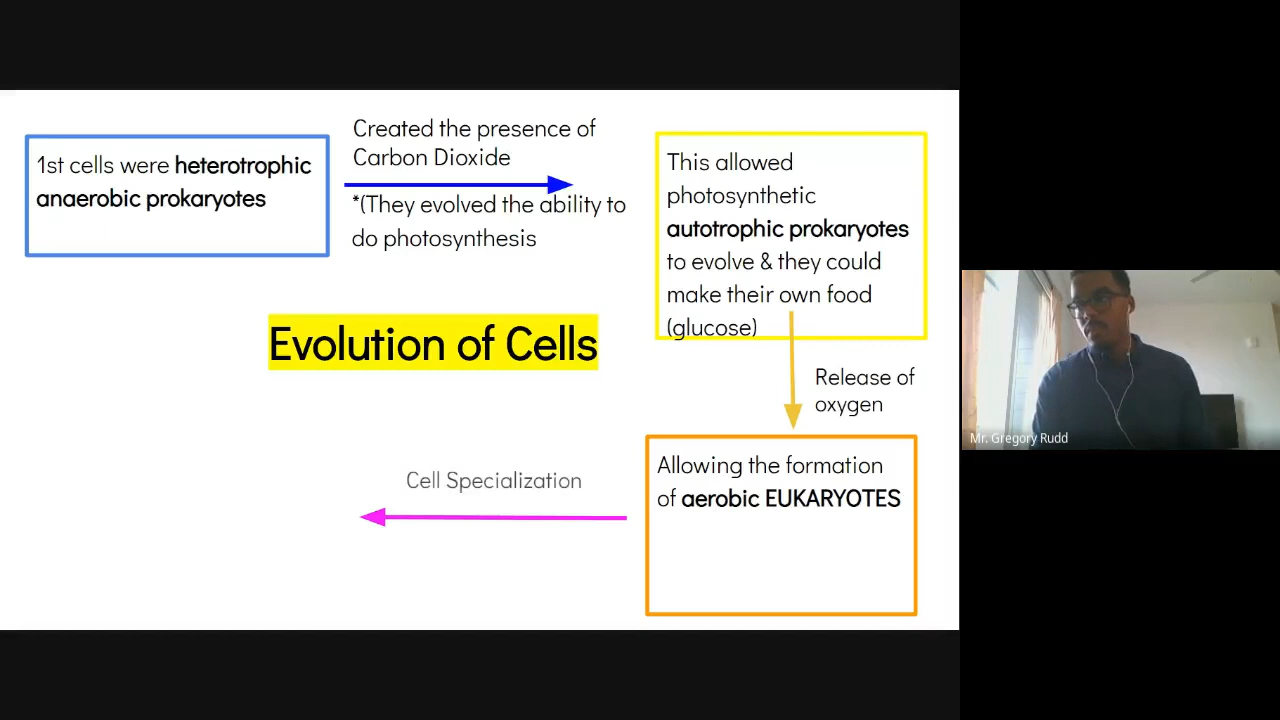 1st cells were heterotrophic
anaerobic prokaryotes
Created the presence of
Carbon Dioxide
*(They evolved the ability to
do photosynthesis
This allowed
photosynthetic
autotrophic prokaryotes
to evolve & they could
make their own food
(glucose)
Evolution of Cells
Release of
oxygen
Allowing the formation
of aerobic EUKARYOTES
Cell Specialization
Mr. Gregory Rudd